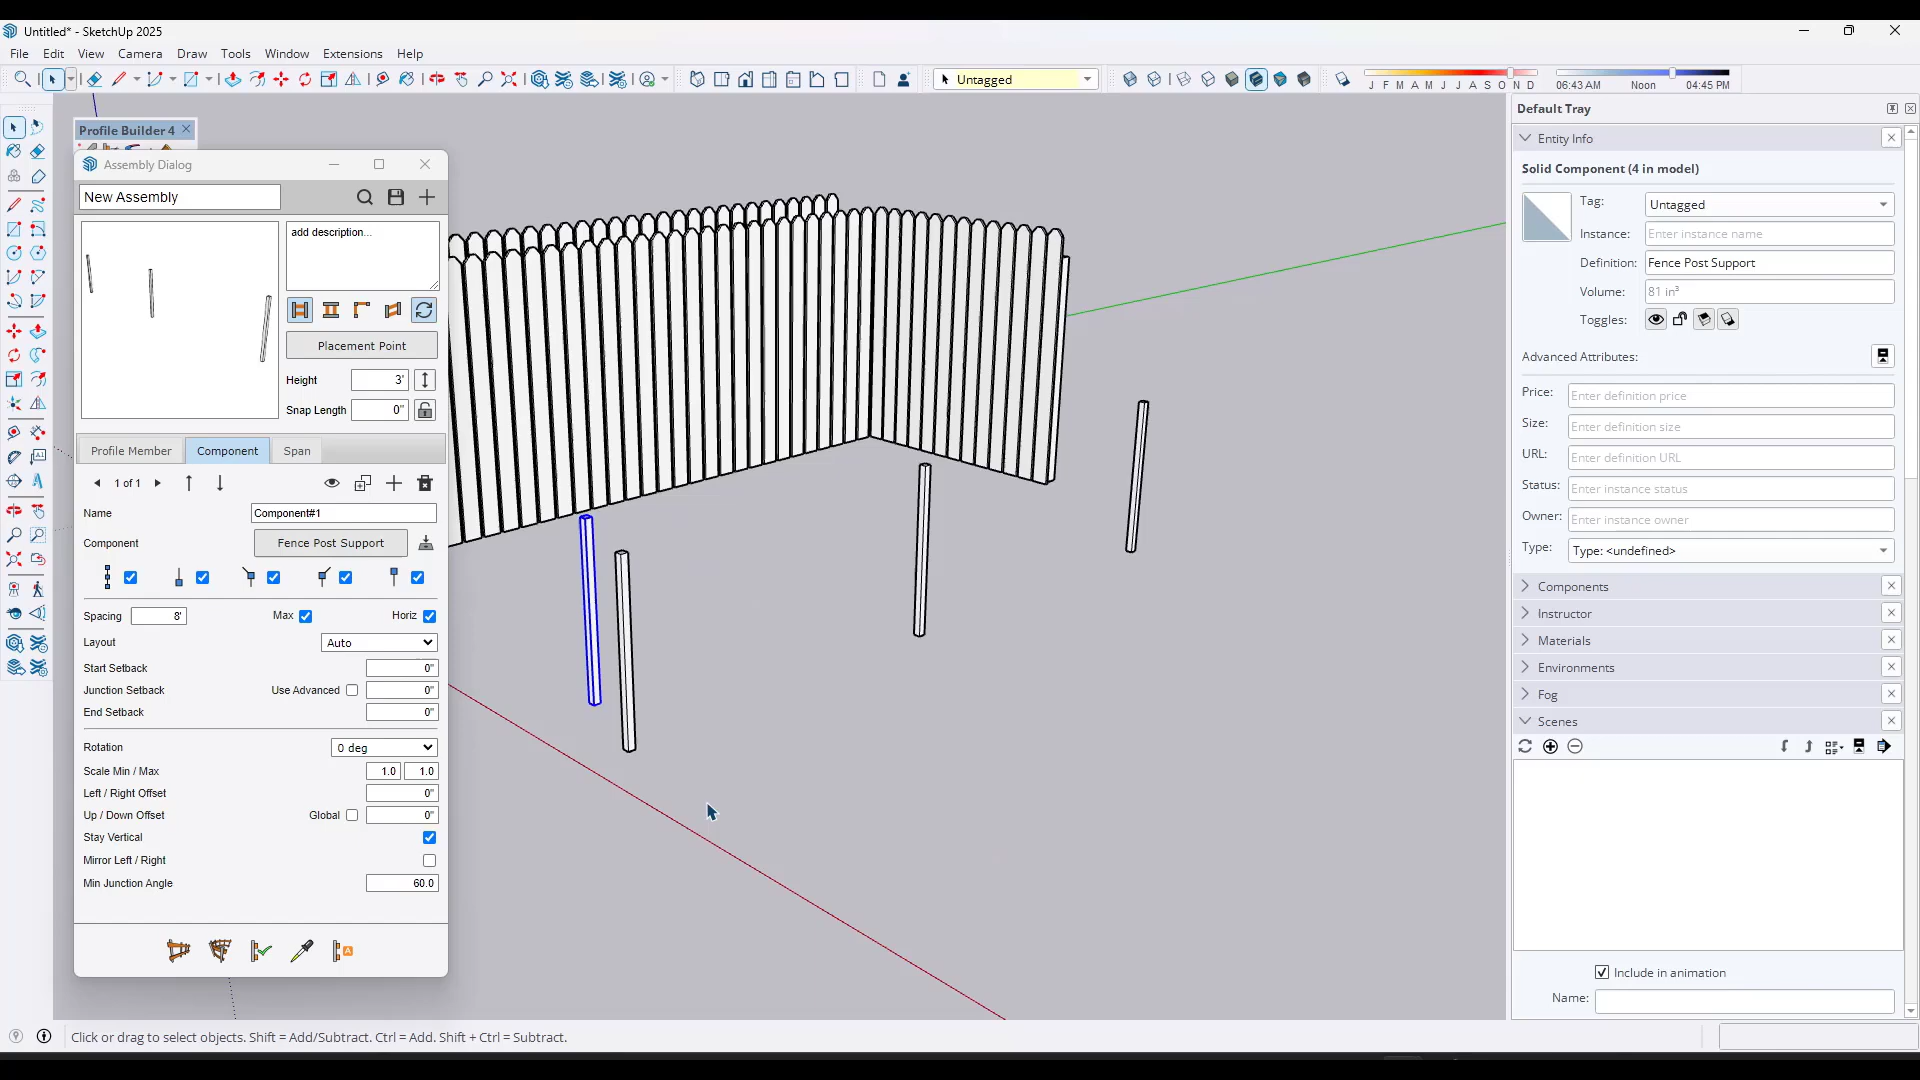 Untitled* - SketchUp 2025
File Edit View Camera Draw Tools Window Extensions Help
Untagged
J F M A M J J A S O N D
06:43 AM Noon 04:45 PM
Profile Builder 4
Assembly Dialog
New Assembly
add description...
Placement Point
Height 3'
Snap Length 0"
Profile Member Component Span
1 of 1
Name Component#1
Component Fence Post Support
Spacing 8' Max Horiz
Layout Auto
Start Setback 0"
Junction Setback Use Advanced 0"
End Setback 0"
Rotation 0 deg
Scale Min / Max 1.0 1.0
Left / Right Offset 0"
Up / Down Offset Global 0"
Stay Vertical
Mirror Left / Right
Min Junction Angle 60.0
Default Tray
Entity Info
Solid Component (4 in model)
Tag: Untagged
Instance: Enter instance name
Definition: Fence Post Support
Volume: 81 in³
Toggles:
Advanced Attributes:
Price: Enter definition price
Size: Enter definition size
URL: Enter definition URL
Status: Enter instance status
Owner: Enter instance owner
Type: Type: <undefined>
Components
Instructor
Materials
Environments
Fog
Scenes
Include in animation
Name:
Click or drag to select objects. Shift = Add/Subtract. Ctrl = Add. Shift + Ctrl = Subtract.